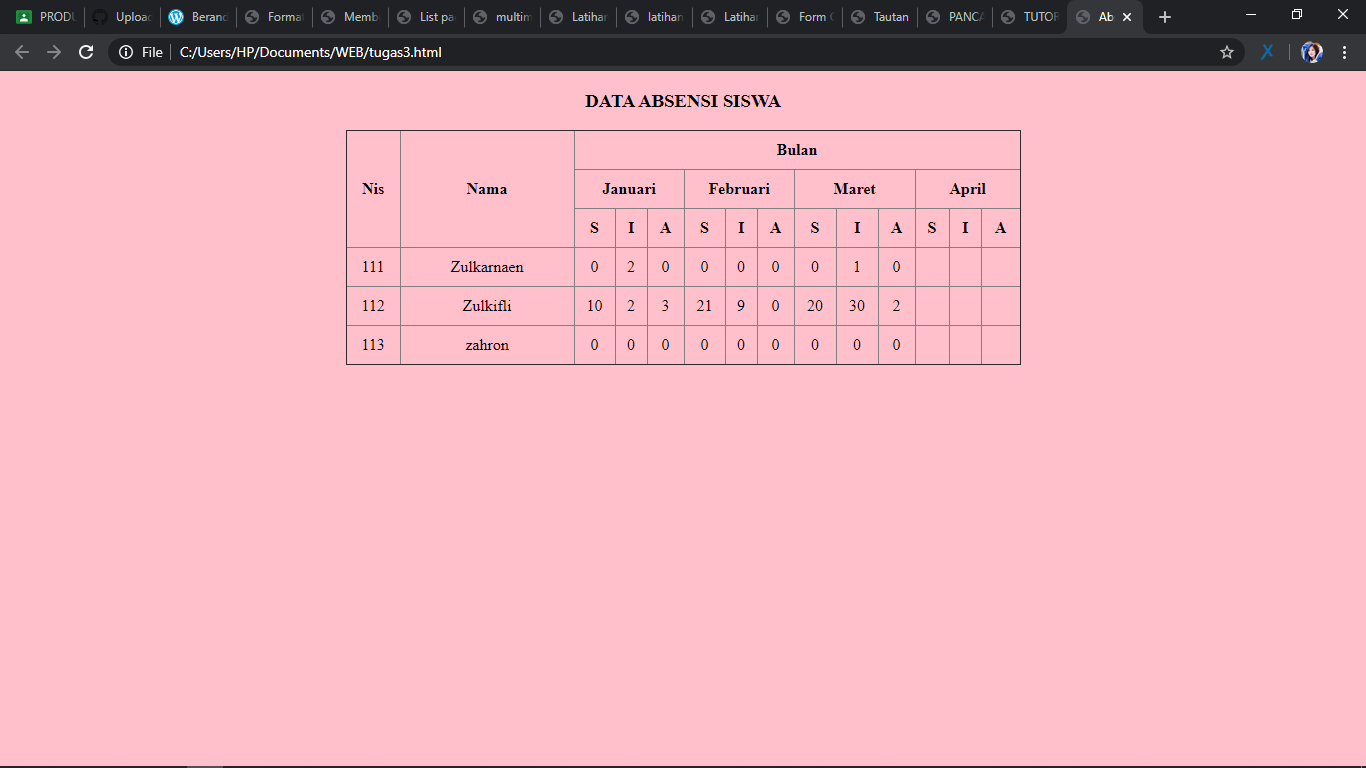 PRODU Upload Berand Format Memb List pa multim Latihan latihan Latihan Form Tautan PANCA TUTOR Ab
File C:/Users/HP/Documents/WEB/tugas3.html
DATA ABSENSI SISWA
Nis Nama Bulan
Januari Februari Maret April
S I A S I A S I A S I A
111 Zulkarnaen 0 2 0 0 0 0 0 1 0
112 Zulkifli 10 2 3 21 9 0 20 30 2
113 zahron 0 0 0 0 0 0 0 0 0